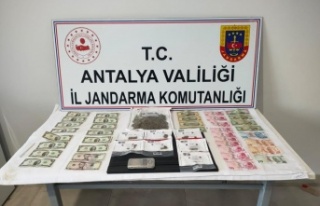 T.C.
ANTALYA VALİLİĞİ
İL JANDARMA KOMUTANLIĞI